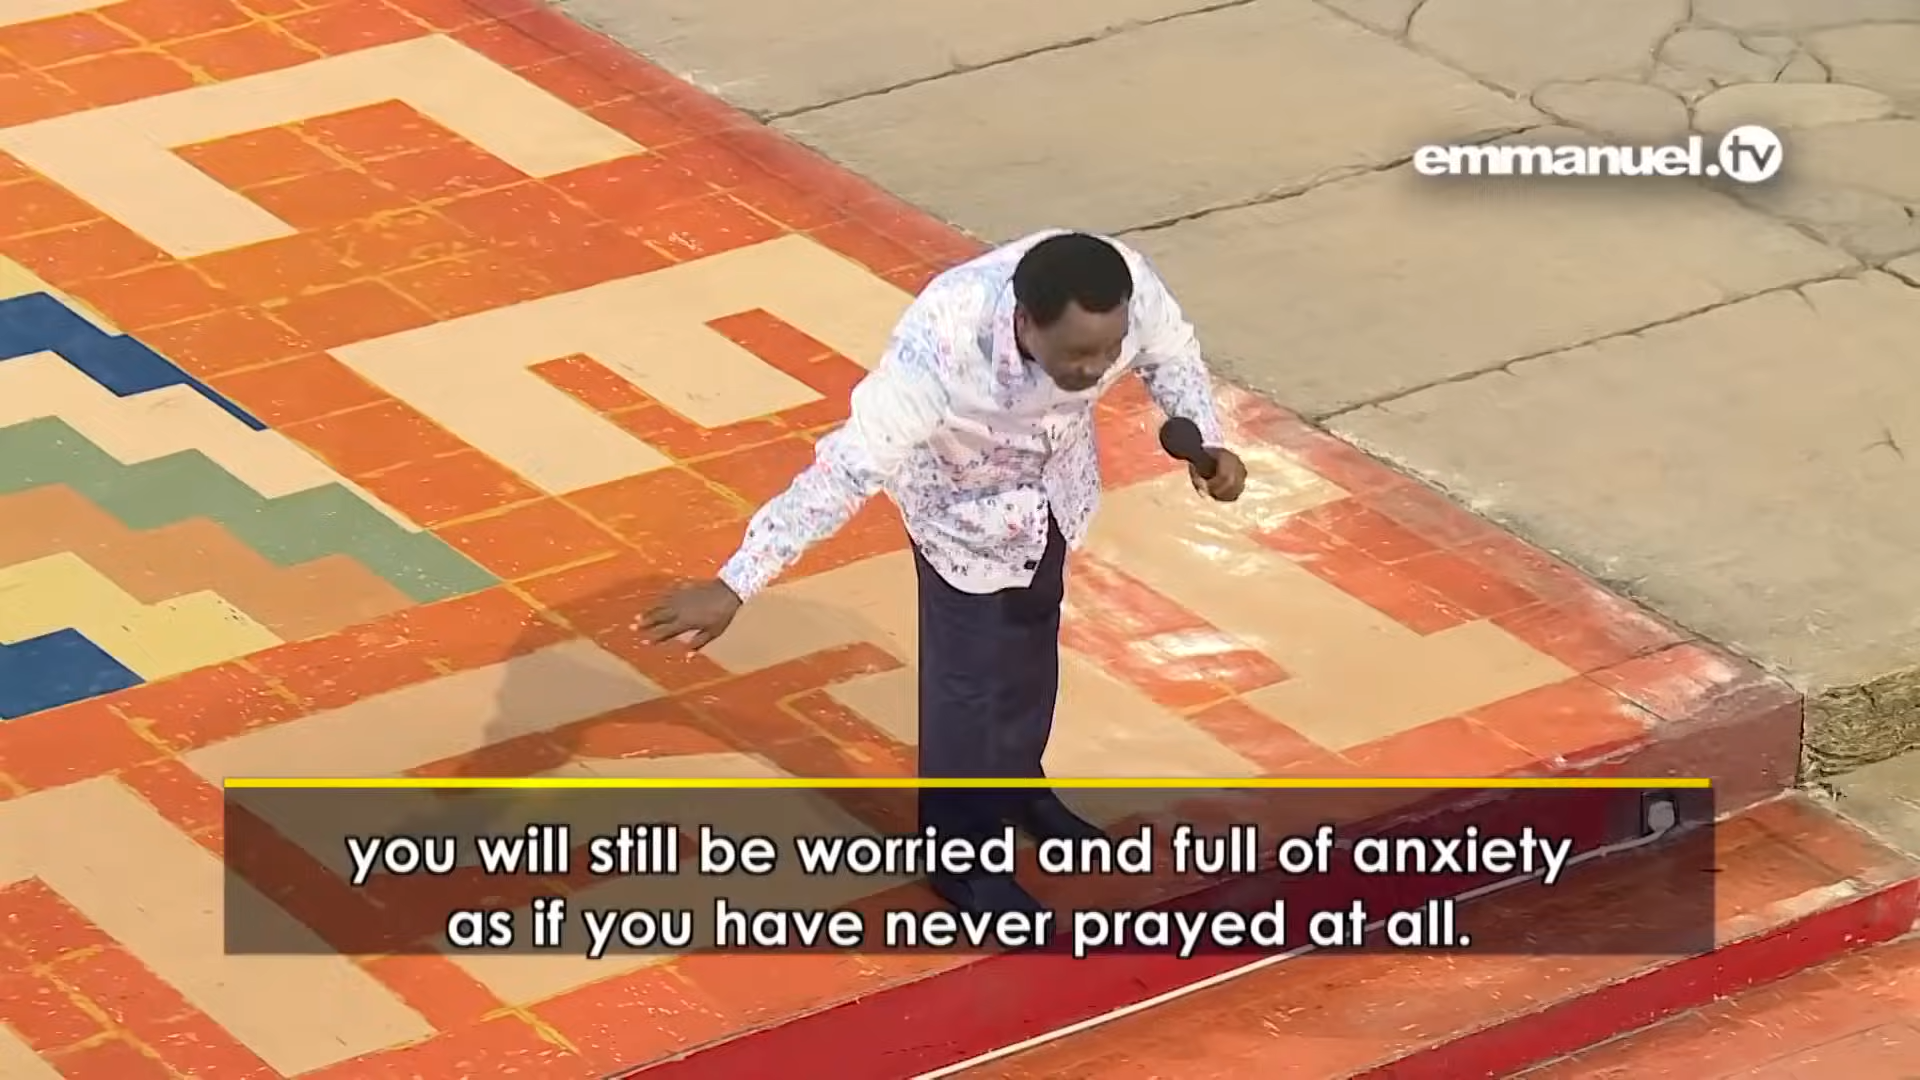 emmanuel.tv
you will still be worried and full of anxiety
as if you have never prayed at all.